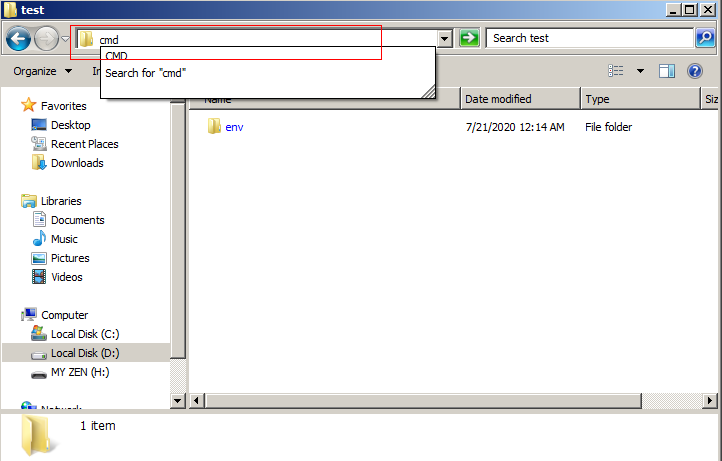 test
cmd
Search test
CMD
Search for "cmd"
Organize
Name
Date modified
Type
Siz
Favorites
Desktop
Recent Places
Downloads
Libraries
Documents
Music
Pictures
Videos
Computer
Local Disk (C:)
Local Disk (D:)
MY ZEN (H:)
Network
env
7/21/2020 12:14 AM
File folder
1 item